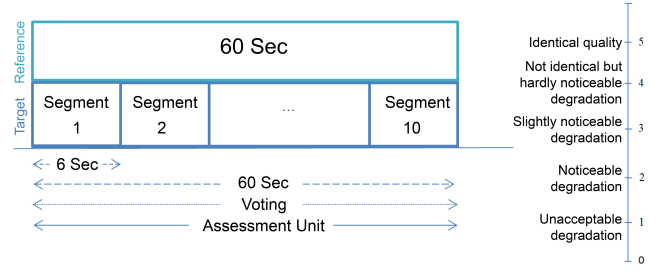 Reference
60 Sec
Target
Segment
1
Segment
2
...
Segment
10
6 Sec
60 Sec
Voting
Assessment Unit
Identical quality
Not identical but
hardly noticeable
degradation
Slightly noticeable
degradation
Noticeable
degradation
Unacceptable
degradation
5
4
3
2
1
0